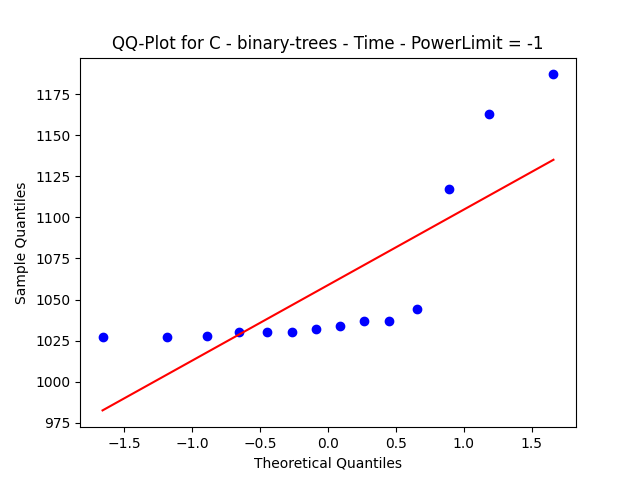 QQ-Plot for C - binary-trees - Time - PowerLimit = -1
1175
1150
1125
1100
1075
1050
1025
1000
975
Sample Quantiles
−1.5 −1.0 −0.5 0.0 0.5 1.0 1.5
Theoretical Quantiles